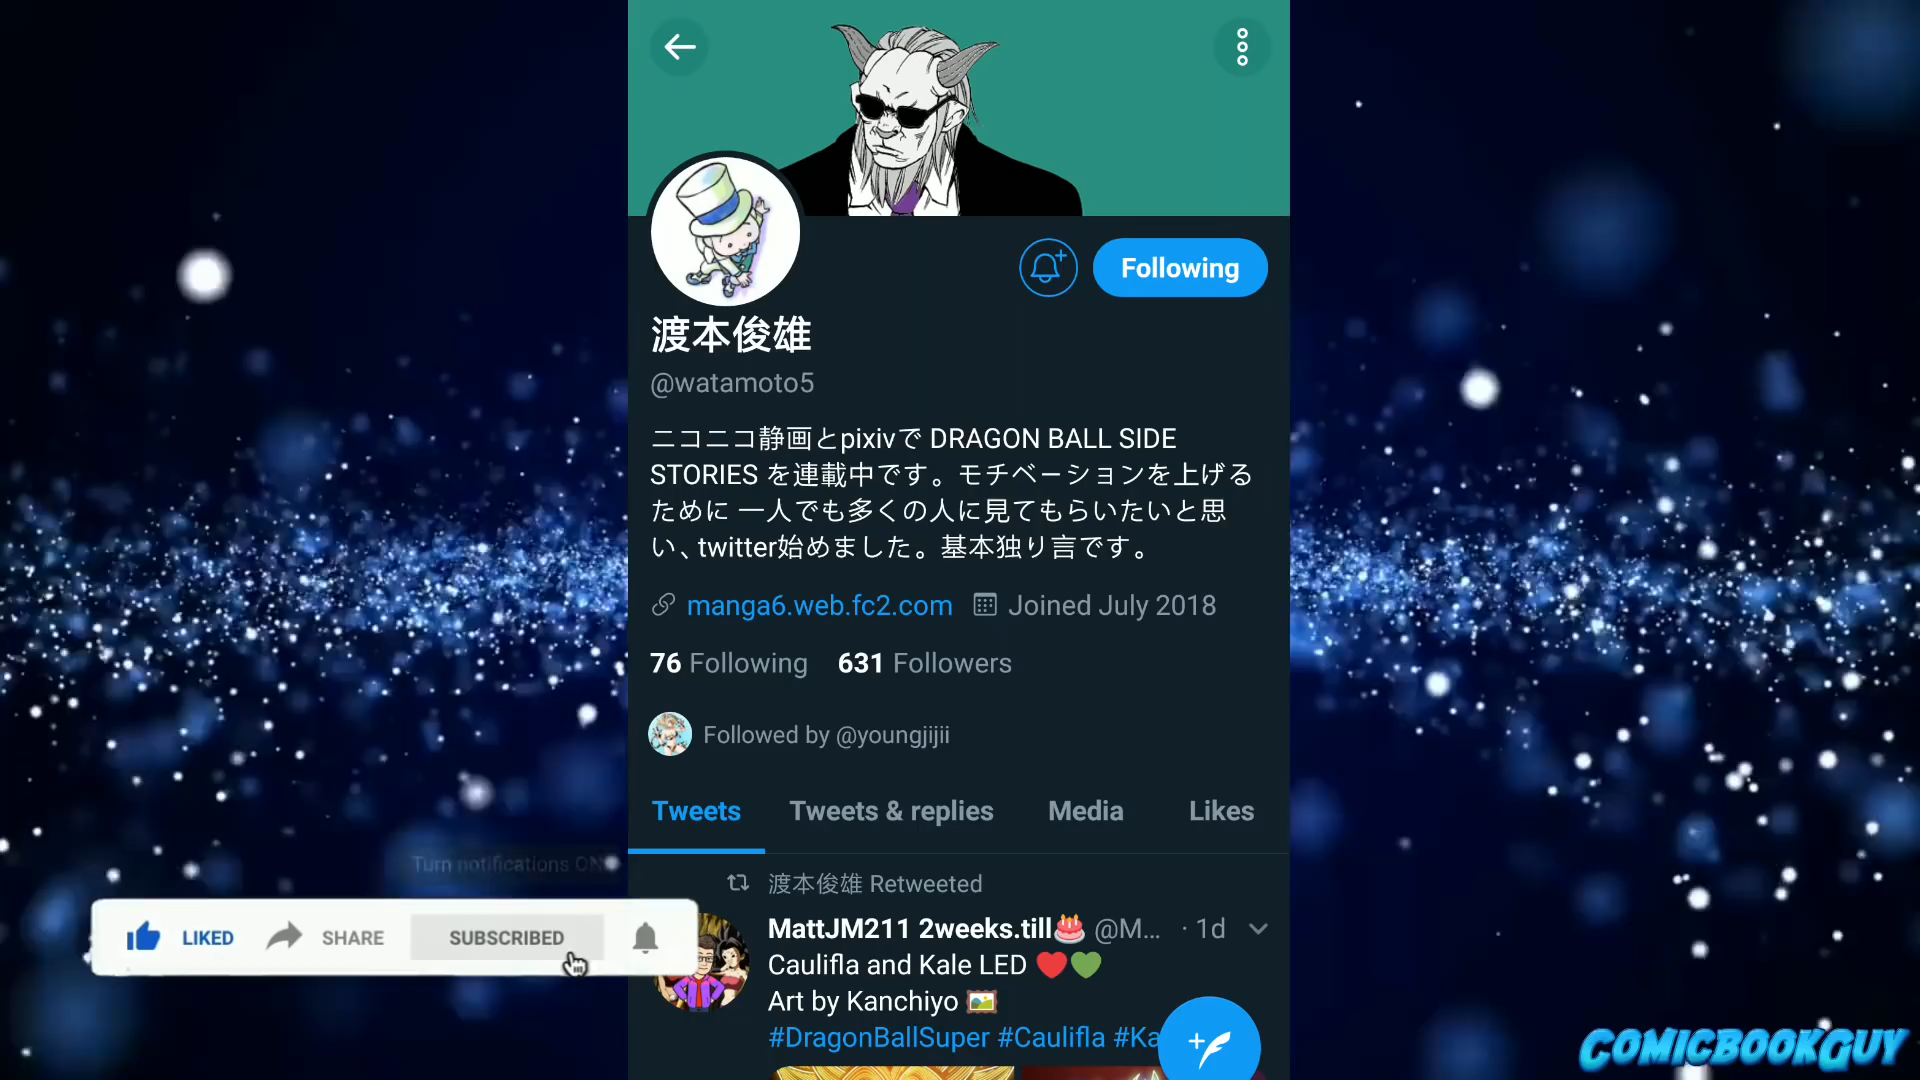 Following
渡本俊雄
@watamoto5
ニコニコ静画とpixivで DRAGON BALL SIDE
STORIES を連載中です。モチベーションを上げる
ために 一人でも多くの人に見てもらいたいと思
い、twitter始めました。基本独り言です。
manga6.web.fc2.com Joined July 2018
76 Following 631 Followers
Followed by @youngjijii
Tweets Tweets & replies Media Likes
Turn notifications ON
渡本俊雄 Retweeted
MattJM211 2weeks.till🎂 @M... · 1d
LIKED SHARE SUBSCRIBED
Caulifla and Kale LED ❤️💚
Art by Kanchiyo 🖼️
#DragonBallSuper #Caulifla #Ka
COMICBOOKGUY